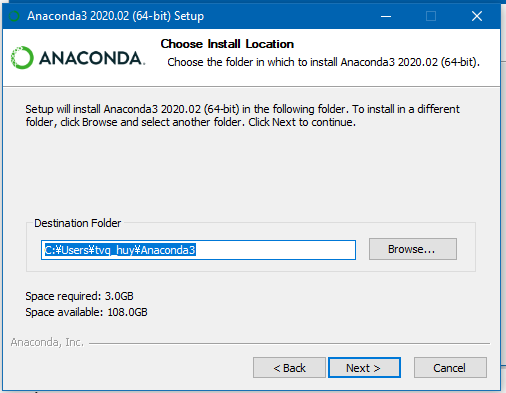 Anaconda3 2020.02 (64-bit) Setup
ANACONDA.
Choose Install Location
Choose the folder in which to install Anaconda3 2020.02 (64-bit).
Setup will install Anaconda3 2020.02 (64-bit) in the following folder. To install in a different
folder, click Browse and select another folder. Click Next to continue.
Destination Folder
C:¥Users¥tvq_huy¥Anaconda3
Browse...
Space required: 3.0GB
Space available: 108.0GB
Anaconda, Inc.
< Back
Next >
Cancel